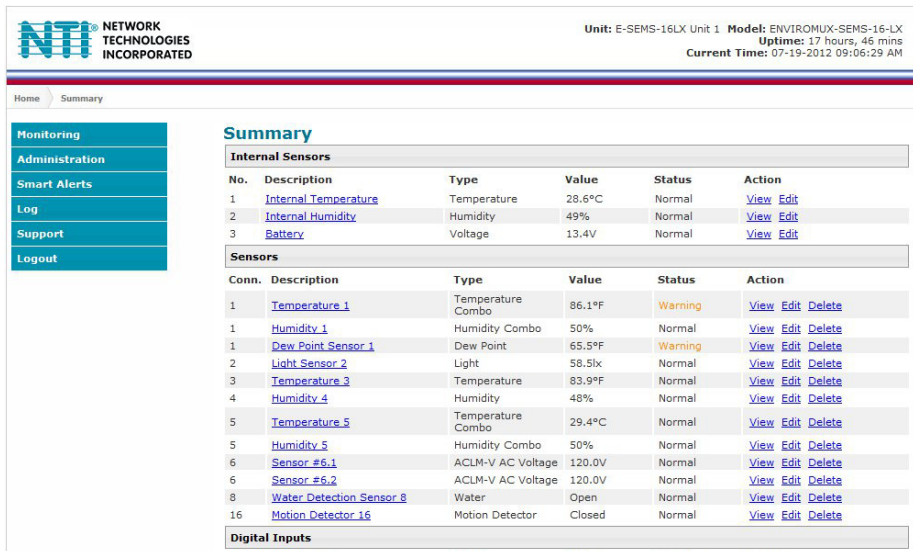 NTI ® NETWORK
TECHNOLOGIES
INCORPORATED
Unit: E-SEMS-16LX Unit 1 Model: ENVIROMUX-SEMS-16-LX
Uptime: 17 hours, 46 mins
Current Time: 07-19-2012 09:06:29 AM
Home Summary
Monitoring
Administration
Smart Alerts
Log
Support
Logout
Summary
Internal Sensors
No. Description Type Value Status Action
1 Internal Temperature Temperature 28.6°C Normal View Edit
2 Internal Humidity Humidity 49% Normal View Edit
3 Battery Voltage 13.4V Normal View Edit
Sensors
Conn. Description Type Value Status Action
1 Temperature 1 Temperature Combo 86.1°F Warning View Edit Delete
1 Humidity 1 Humidity Combo 50% Normal View Edit Delete
1 Dew Point Sensor 1 Dew Point 65.5°F Warning View Edit Delete
2 Light Sensor 2 Light 58.5lx Normal View Edit Delete
3 Temperature 3 Temperature 83.9°F Normal View Edit Delete
4 Humidity 4 Humidity 48% Normal View Edit Delete
5 Temperature 5 Temperature Combo 29.4°C Normal View Edit Delete
5 Humidity 5 Humidity Combo 50% Normal View Edit Delete
6 Sensor #6.1 ACLM-V AC Voltage 120.0V Normal View Edit Delete
6 Sensor #6.2 ACLM-V AC Voltage 120.0V Normal View Edit Delete
8 Water Detection Sensor 8 Water Open Normal View Edit Delete
16 Motion Detector 16 Motion Detector Closed Normal View Edit Delete
Digital Inputs